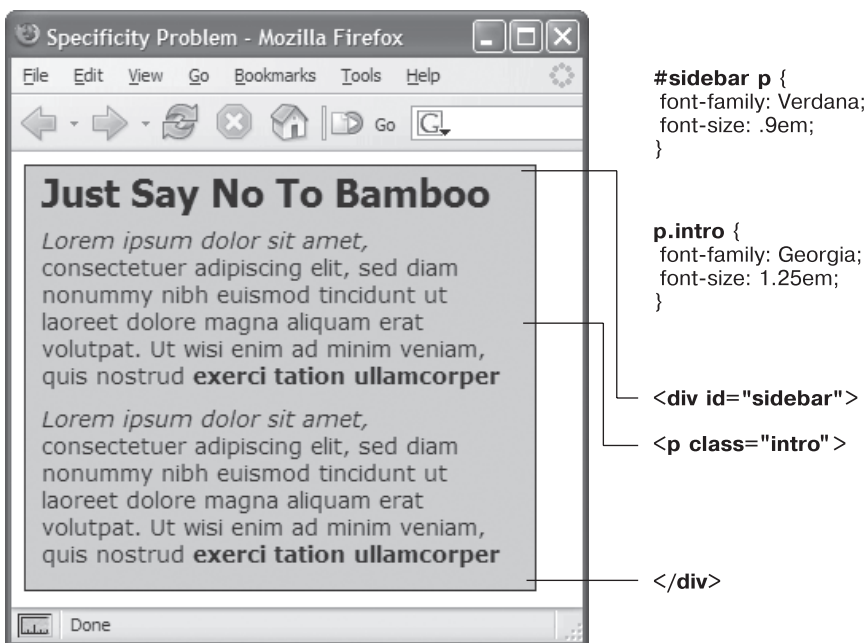 Specificity Problem - Mozilla Firefox
File Edit View Go Bookmarks Tools Help
Go G
Just Say No To Bamboo
Lorem ipsum dolor sit amet,
consectetuer adipiscing elit, sed diam
nonummy nibh euismod tincidunt ut
laoreet dolore magna aliquam erat
volutpat. Ut wisi enim ad minim veniam,
quis nostrud exerci tation ullamcorper
Lorem ipsum dolor sit amet,
consectetuer adipiscing elit, sed diam
nonummy nibh euismod tincidunt ut
laoreet dolore magna aliquam erat
volutpat. Ut wisi enim ad minim veniam,
quis nostrud exerci tation ullamcorper
Done
#sidebar p {
font-family: Verdana;
font-size: .9em;
}
p.intro {
font-family: Georgia;
font-size: 1.25em;
}
<div id="sidebar">
<p class="intro">
</div>